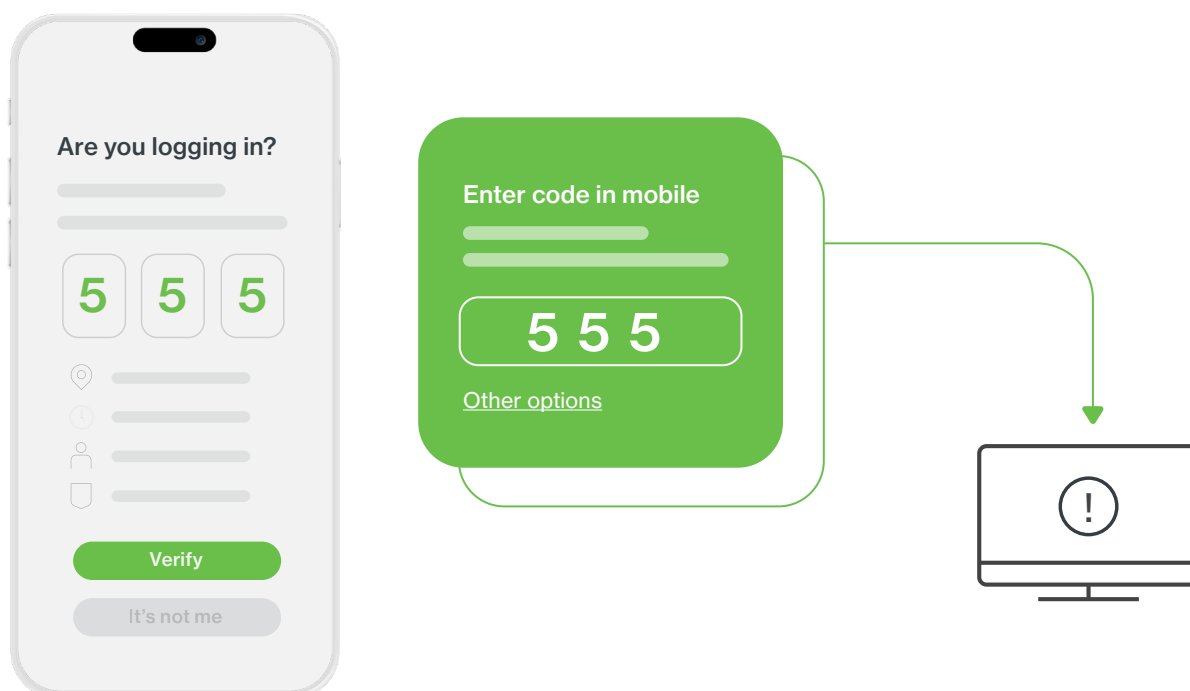 Are you logging in?
5 5 5
Verify
It's not me
Enter code in mobile
5 5 5
Other options
!